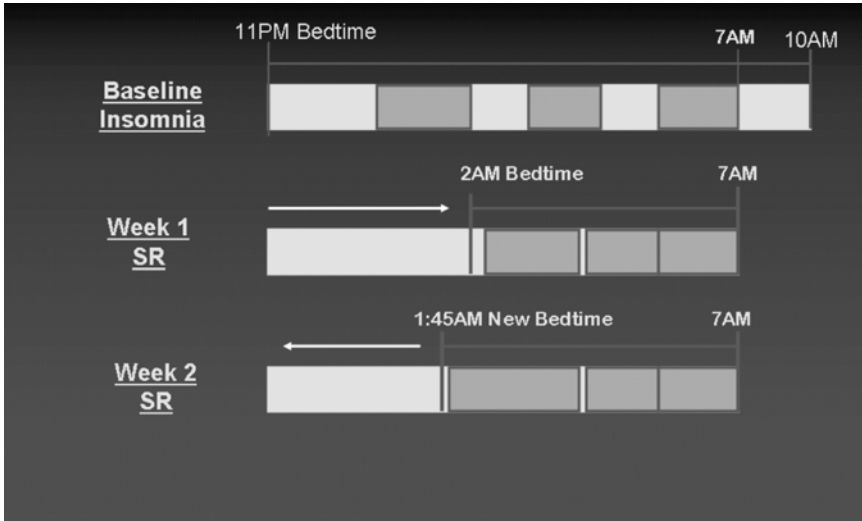 11PM Bedtime
7AM
10AM
Baseline
Insomnia
2AM Bedtime
7AM
Week 1
SR
1:45AM New Bedtime
7AM
Week 2
SR